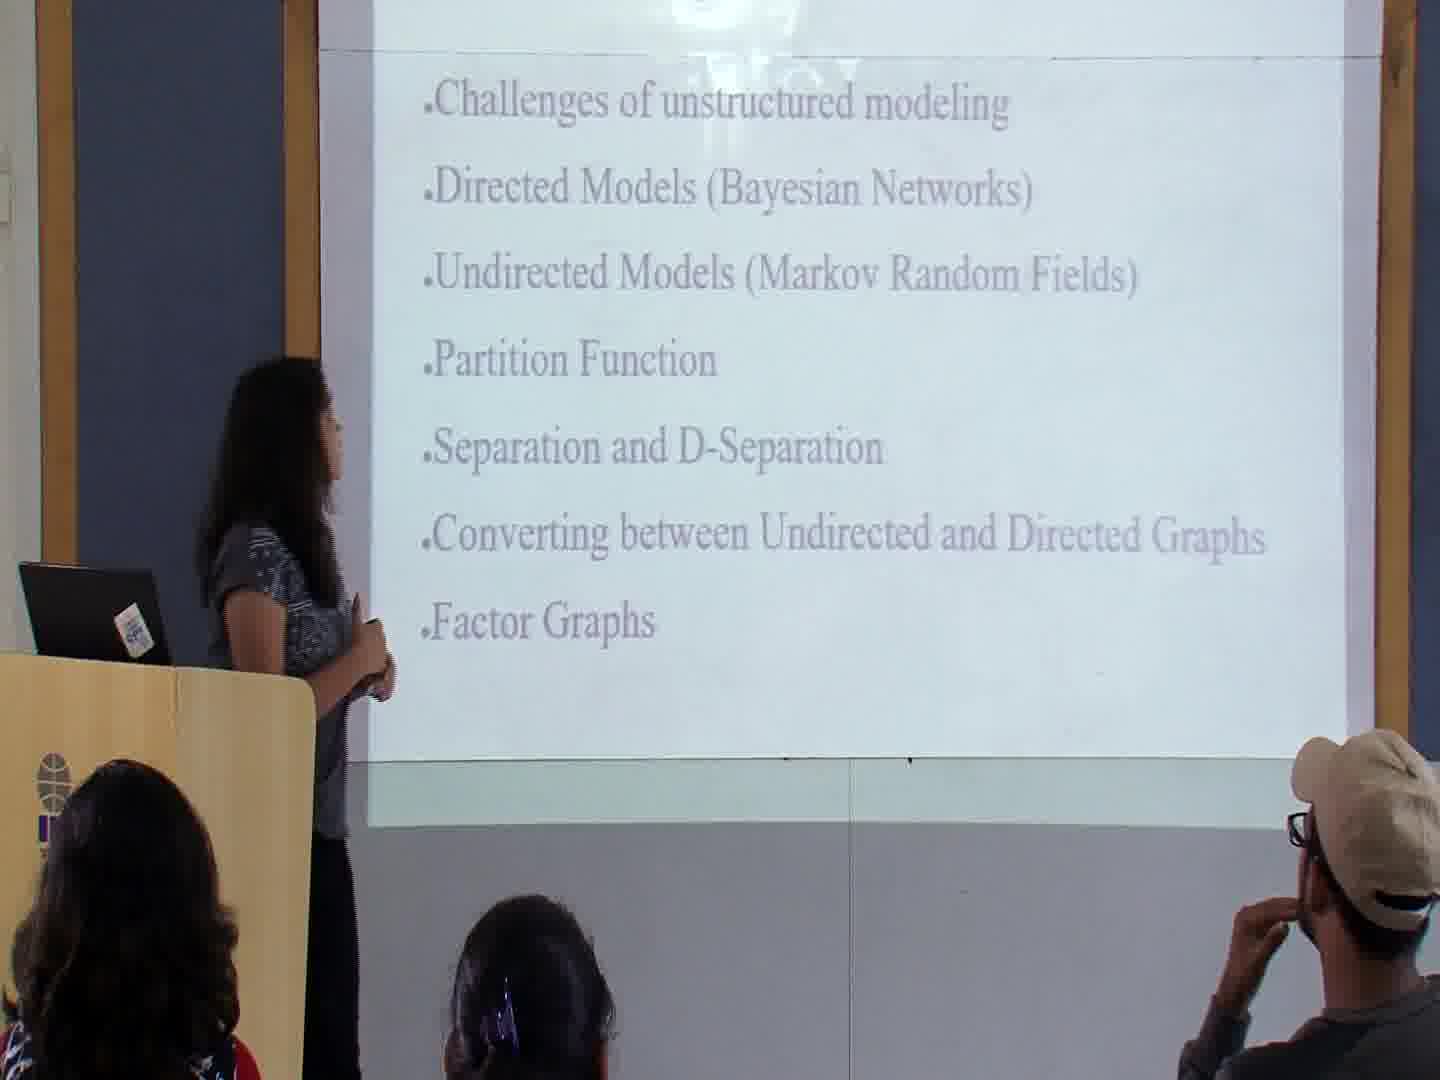 .Challenges of unstructured modeling
.Directed Models (Bayesian Networks)
.Undirected Models (Markov Random Fields)
.Partition Function
.Separation and D-Separation
.Converting between Undirected and Directed Graphs
.Factor Graphs